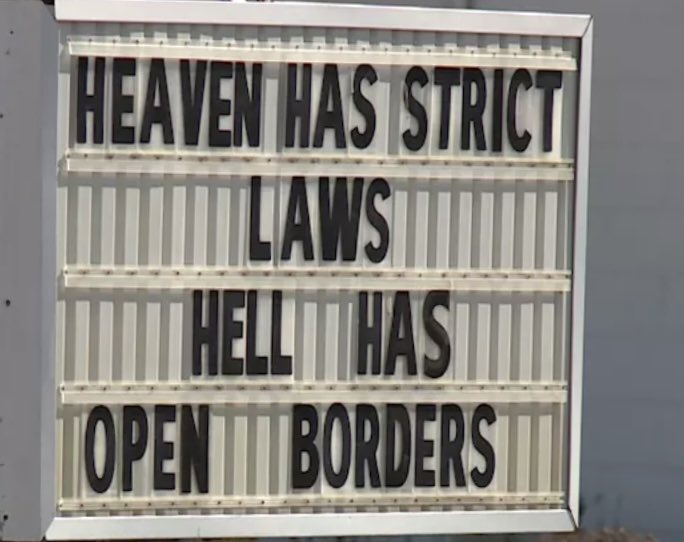 HEAVEN HAS STRICT
LAWS
HELL HAS
OPEN BORDERS